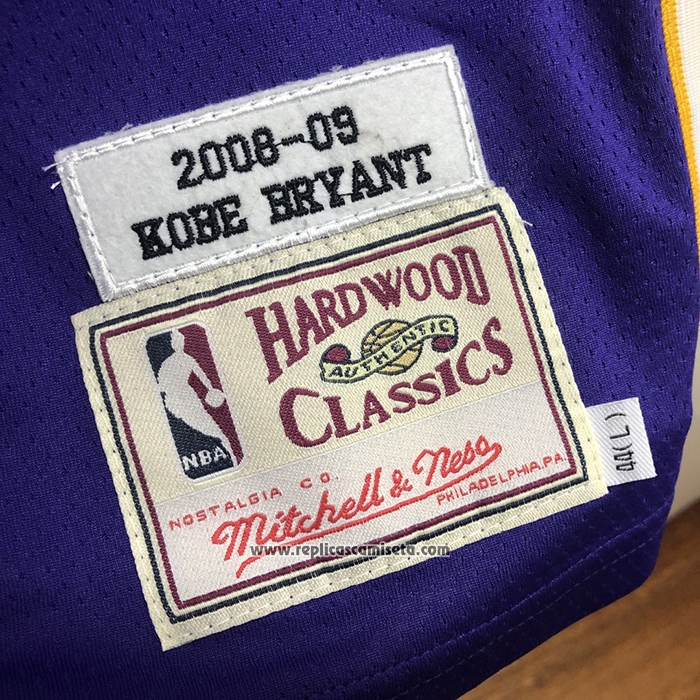 2008-09
KOBE BRYANT
HARDWOOD
AUTHENTIC
CLASSICS
NBA
NOSTALGIA CO.
Mitchell & Ness
PHILADELPHIA, PA.
44(L)
www.replicascamiseta.com